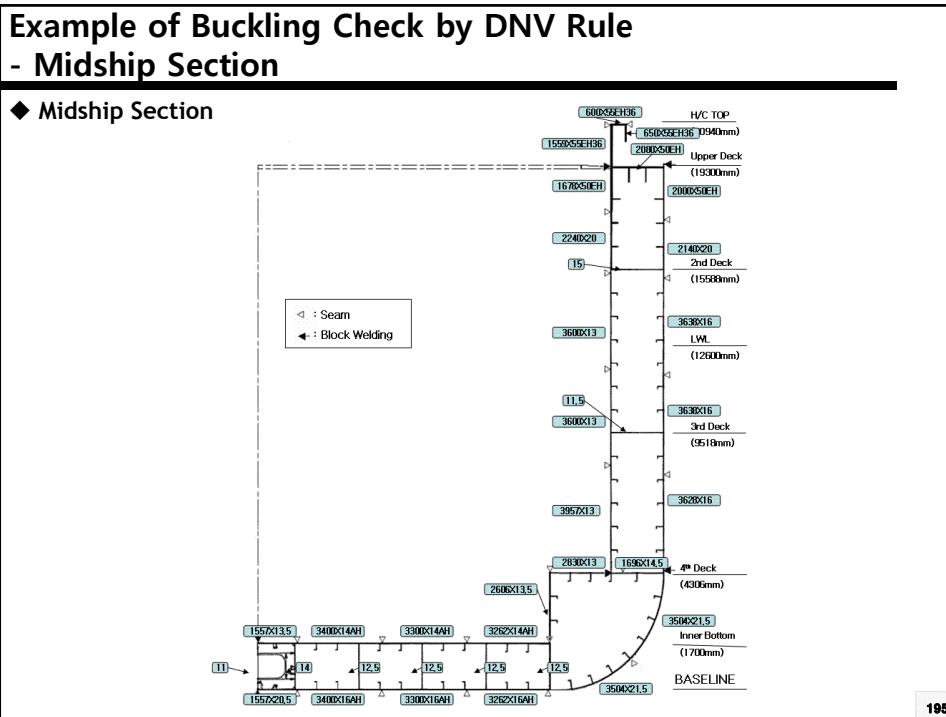 Example of Buckling Check by DNV Rule
- Midship Section
◆ Midship Section
600X55EH36
H/C TOP
650X55EH36
0940mm)
1559X55EH36
2080X50EH
Upper Deck
(19300mm)
1678X50EH
2000X50EH
2240X20
2140X20
15
2nd Deck
(15588mm)
◁ : Seam
◄ : Block Welding
3600X13
3638X16
LWL
(12600mm)
11,5
3600X13
3638X16
3rd Deck
(9518mm)
3957X13
3628X16
2830X13
1696X14,5
4th Deck
(4306mm)
2606X13,5
3504X21,5
1557X13,5
3400X14AH
3300X14AH
3262X14AH
Inner Bottom
(1700mm)
11
14
12,5
12,5
12,5
12,5
BASELINE
3504X21,5
1557X20,5
3400X16AH
3300X16AH
3262X16AH
195